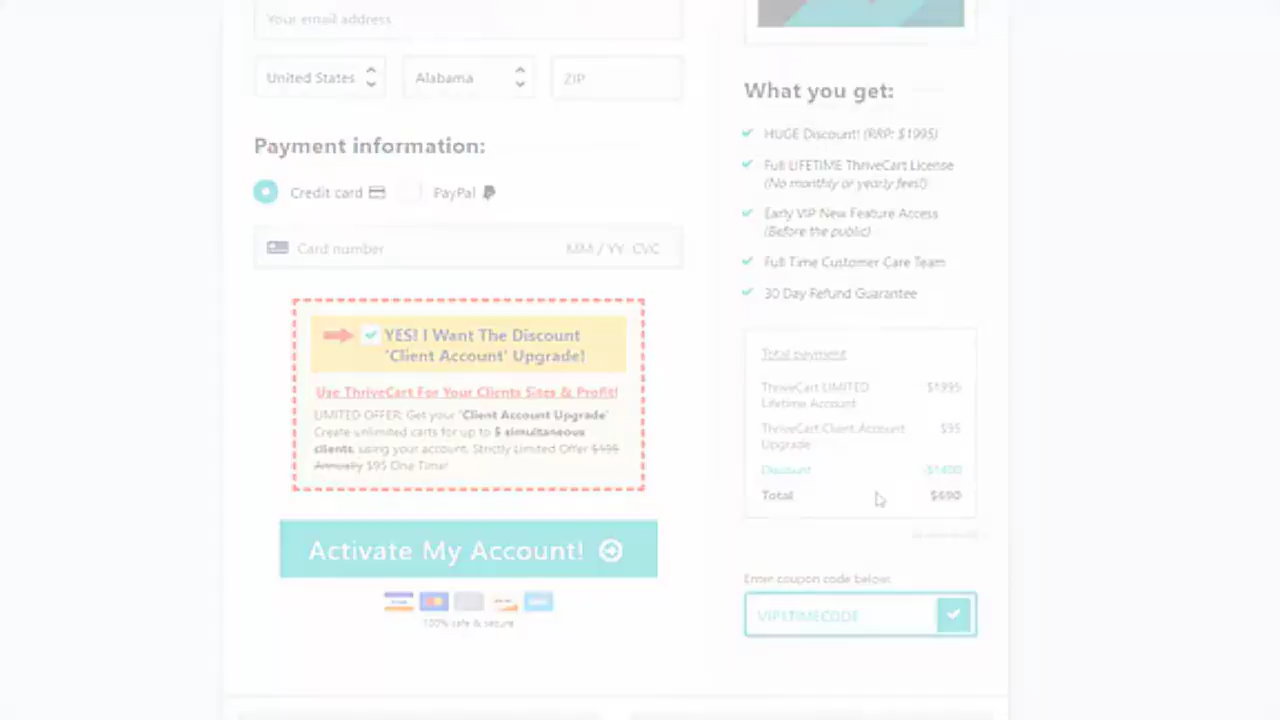 Your email address
United States
Alabama
ZIP
Payment information:
Credit card
PayPal
Card number
MM / YY CVC
YES! I Want The Discount
'Client Account' Upgrade!
Use ThriveCart For Your Clients Sites & Profit!
LIMITED OFFER: Get your 'Client Account Upgrade'
Create unlimited carts for up to 5 simultaneous
clients, using your account. Strictly Limited Offer $495
Annually $95 One Time!
Activate My Account!
100% safe & secure
What you get:
HUGE Discount! (RRP: $1995)
Full LIFETIME ThriveCart License
(No monthly or yearly fees!)
Early VIP New Feature Access
(Before the public)
Full Time Customer Care Team
30 Day Refund Guarantee
Total payment
ThriveCart LIMITED
Lifetime Account
$1995
ThriveCart Client Account
Upgrade
$95
Discount
-$1400
Total
$690
Enter coupon code below: